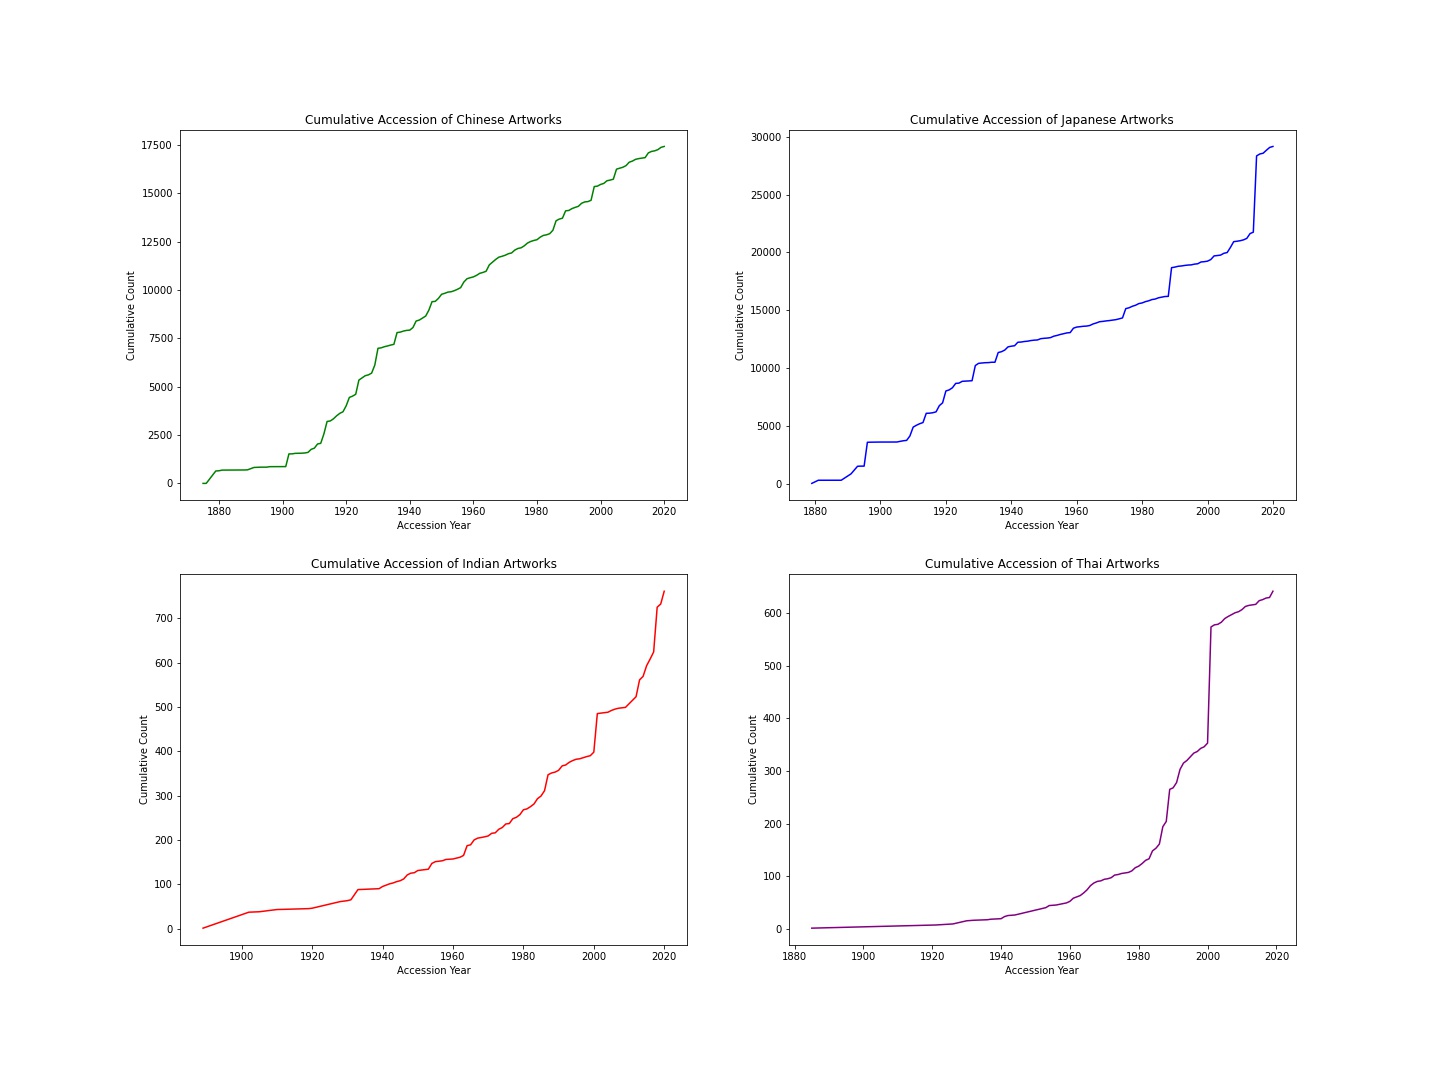 Cumulative Accession of Chinese Artworks
17500
15000
12500
10000
7500
5000
2500
0
Cumulative Count
1880 1900 1920 1940 1960 1980 2000 2020
Accession Year
Cumulative Accession of Japanese Artworks
30000
25000
20000
15000
10000
5000
0
Cumulative Count
1880 1900 1920 1940 1960 1980 2000 2020
Accession Year
Cumulative Accession of Indian Artworks
700
600
500
400
300
200
100
0
Cumulative Count
1900 1920 1940 1960 1980 2000 2020
Accession Year
Cumulative Accession of Thai Artworks
600
500
400
300
200
100
0
Cumulative Count
1880 1900 1920 1940 1960 1980 2000 2020
Accession Year